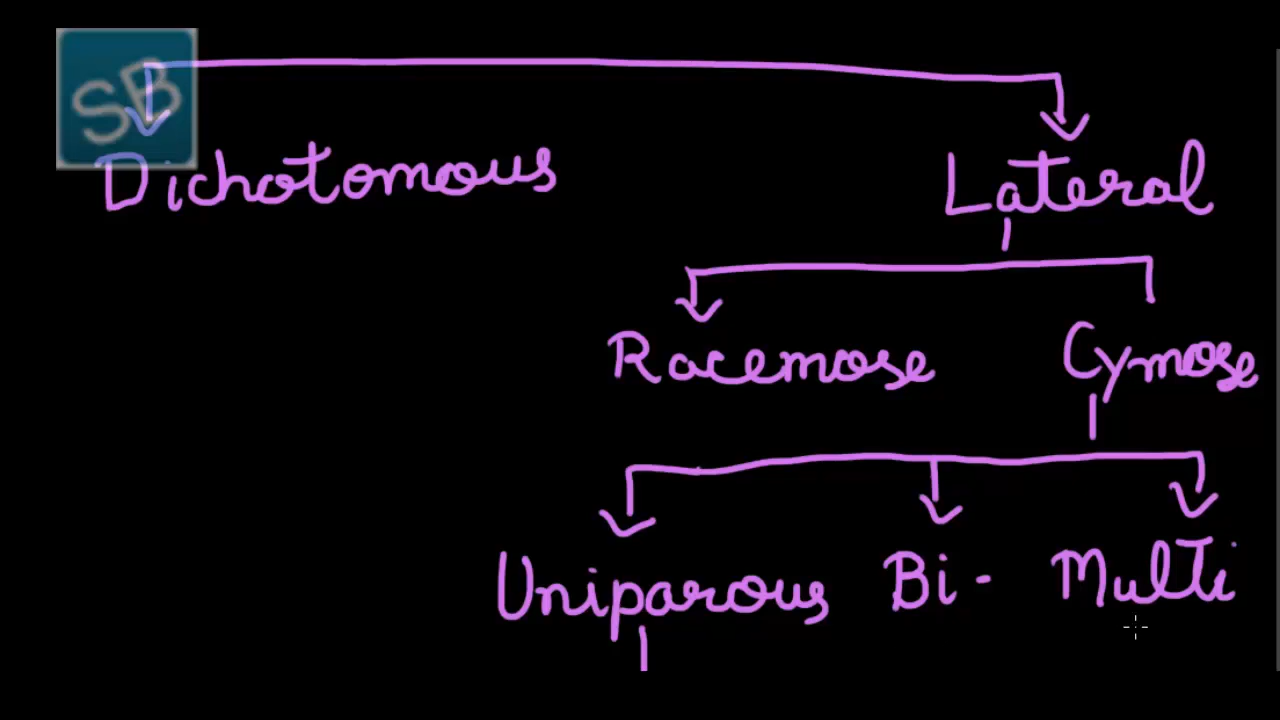 SB
Dichotomous Lateral
Racemose Cymose
Uniparous Bi- Multi